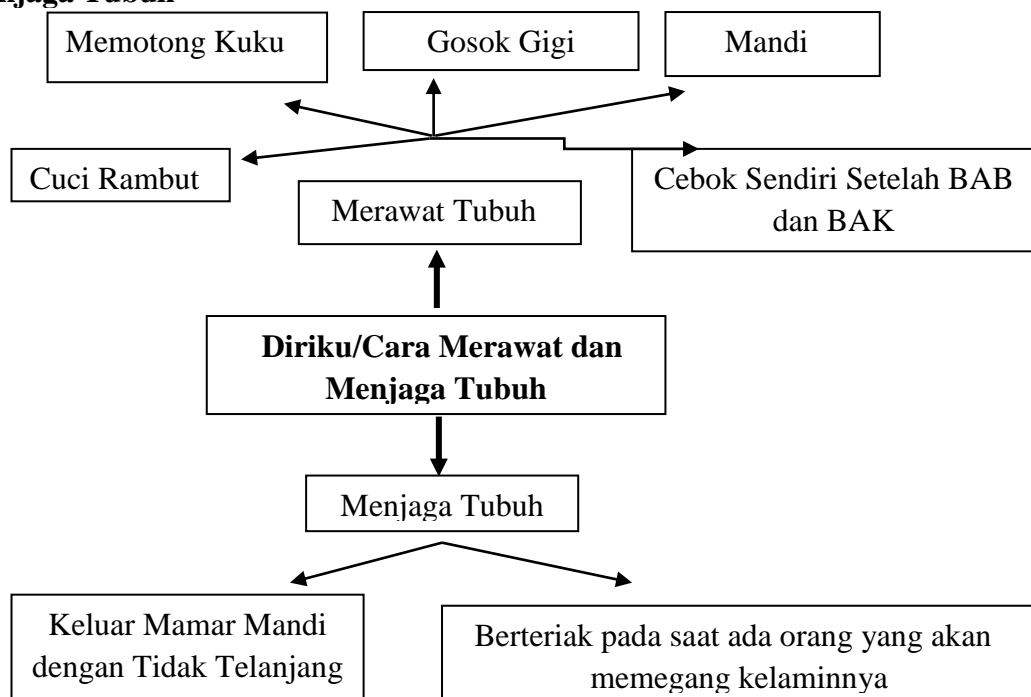 Tubuh
Memotong Kuku
Gosok Gigi
Mandi
Cuci Rambut
Cebok Sendiri Setelah BAB
dan BAK
Merawat Tubuh
Diriku/Cara Merawat dan
Menjaga Tubuh
Menjaga Tubuh
Keluar Mamar Mandi
dengan Tidak Telanjang
Berteriak pada saat ada orang yang akan
memegang kelaminnya